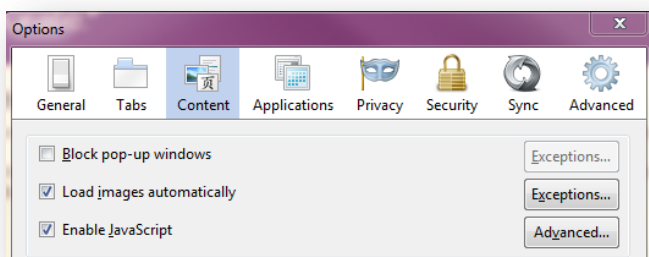 Options
General Tabs Content Applications Privacy Security Sync Advanced
Block pop-up windows Exceptions...
Load images automatically Exceptions...
Enable JavaScript Advanced...